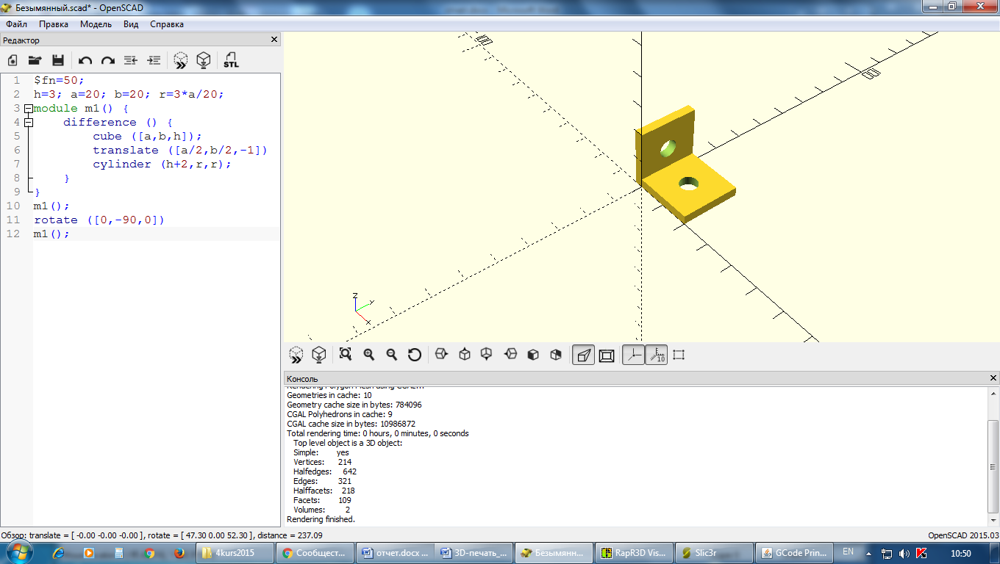 Безымянный.scad* - OpenSCAD
Файл Правка Модель Вид Справка
Редактор
STL
1 $fn=50;
2 h=3; a=20; b=20; r=3*a/20;
3 module m1() {
4 difference () {
5 cube ([a,b,h]);
6 translate ([a/2,b/2,-1])
7 cylinder (h+2,r,r);
8 }
9 }
10 m1();
11 rotate ([0,-90,0])
12 m1();
z
y
x
10
Консоль
Rendering Polygon Mesh using CGAL...
Geometries in cache: 10
Geometry cache size in bytes: 784096
CGAL Polyhedrons in cache: 9
CGAL cache size in bytes: 10986872
Total rendering time: 0 hours, 0 minutes, 0 seconds
Top level object is a 3D object:
Simple: yes
Vertices: 214
Halfedges: 642
Edges: 321
Halffacets: 218
Facets: 109
Volumes: 2
Rendering finished.
Обзор: translate = [ -0.00 -0.00 -0.00 ], rotate = [ 47.30 0.00 52.30 ], distance = 237.09
OpenSCAD 2015.03
4kurs2015
Сообщест...
отчет.docx ...
3D-печать_...
Безымянн...
RapR3D Vis...
Slic3r
GCode Prin...
EN
10:50